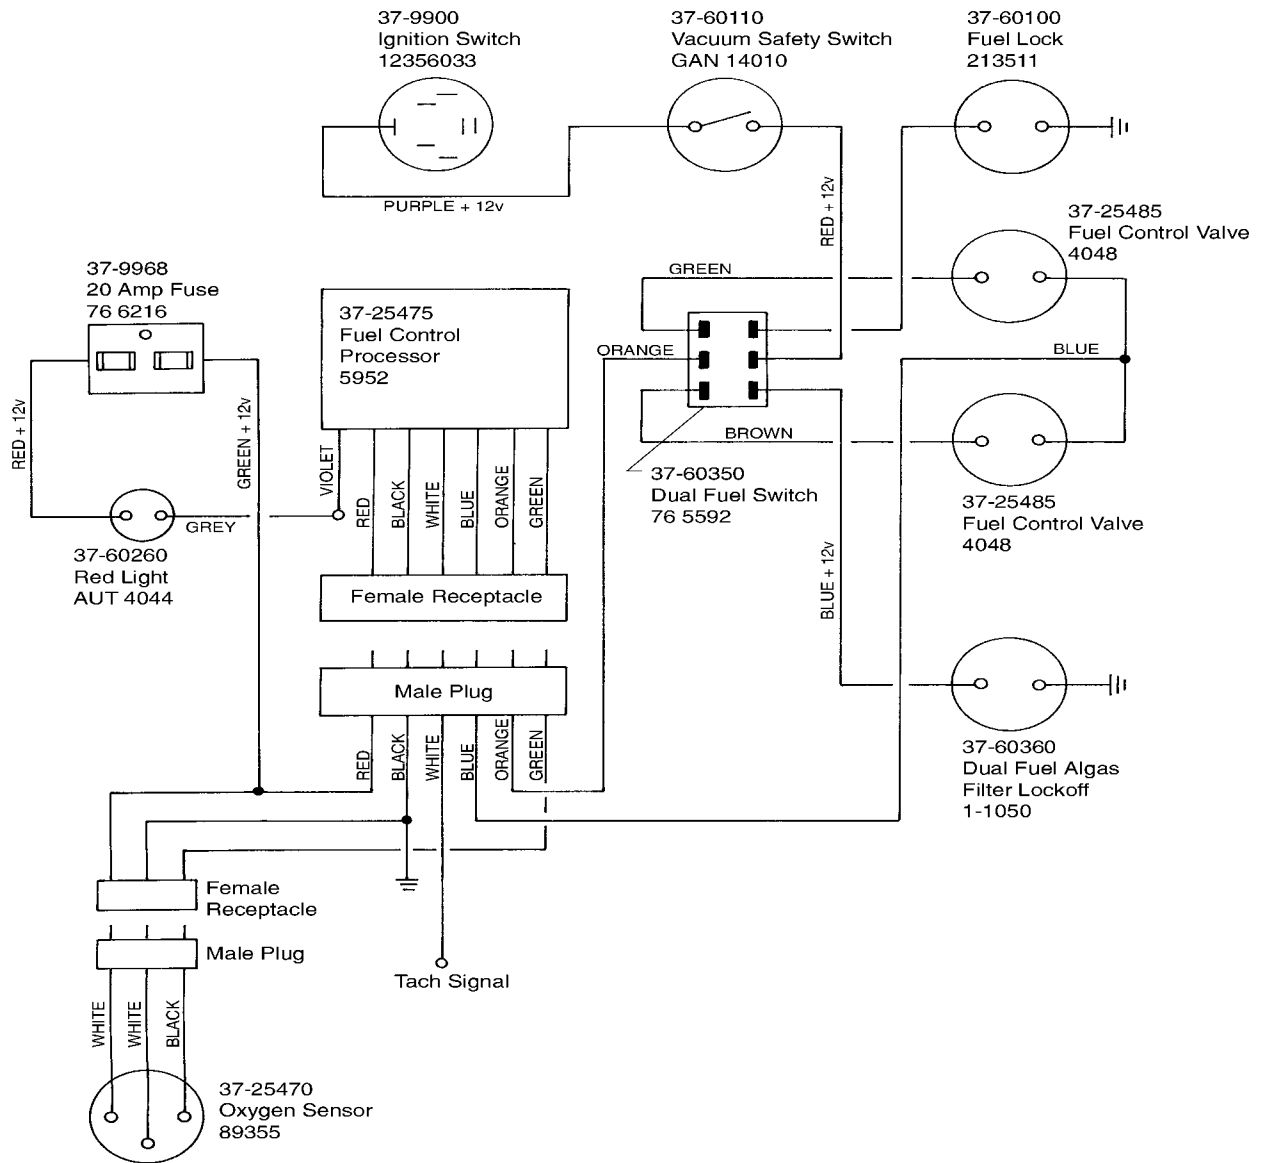 37-9900
Ignition Switch
12356033
37-60110
Vacuum Safety Switch
GAN 14010
37-60100
Fuel Lock
213511
PURPLE + 12v
RED + 12v
37-25485
Fuel Control Valve
4048
37-9968
20 Amp Fuse
76 6216
GREEN
37-25475
Fuel Control
Processor
5952
ORANGE
BLUE
RED + 12v
GREEN + 12v
BROWN
VIOLET
RED
BLACK
WHITE
BLUE
ORANGE
GREEN
37-60350
Dual Fuel Switch
76 5592
37-25485
Fuel Control Valve
4048
GREY
37-60260
Red Light
AUT 4044
BLUE + 12v
Female Receptacle
Male Plug
RED
BLACK
WHITE
BLUE
ORANGE
GREEN
37-60360
Dual Fuel Algas
Filter Lockoff
1-1050
Female
Receptacle
Male Plug
Tach Signal
WHITE
WHITE
BLACK
37-25470
Oxygen Sensor
89355